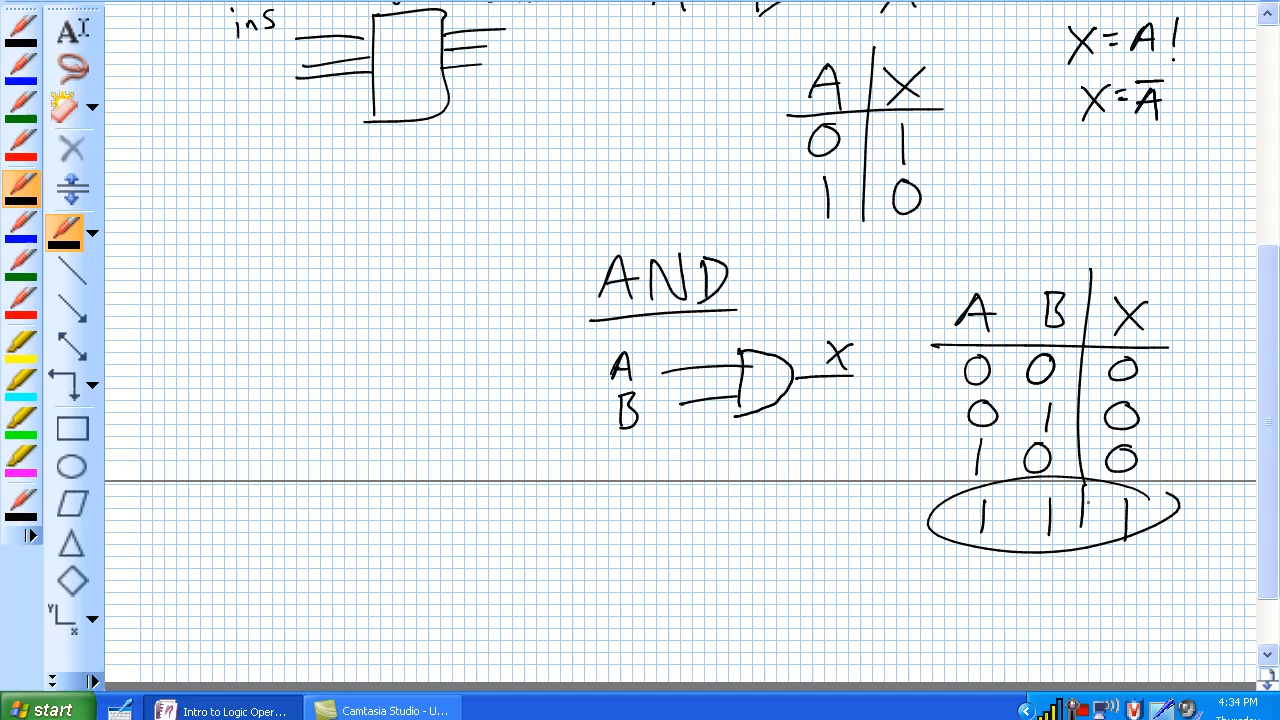 ins
X = A!
A X
X = A̅
0 1
1 0
AND
A B X
0 0 0
A X
B
0 1 0
1 0 0
1 1 1
start
Intro to Logic Oper...
Camtasia Studio - U...
4:34 PM